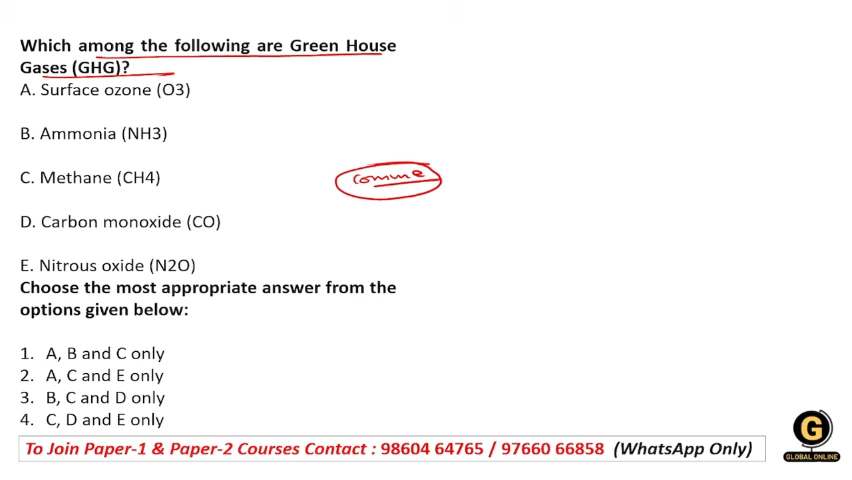 Which among the following are Green House
Gases (GHG)?
A. Surface ozone (O3)
B. Ammonia (NH3)
C. Methane (CH4)
comme
D. Carbon monoxide (CO)
E. Nitrous oxide (N2O)
Choose the most appropriate answer from the
options given below:
1. A, B and C only
2. A, C and E only
3. B, C and D only
4. C, D and E only
To Join Paper-1 & Paper-2 Courses Contact : 98604 64765 / 97660 66858 (WhatsApp Only)
G
GLOBAL ONLINE